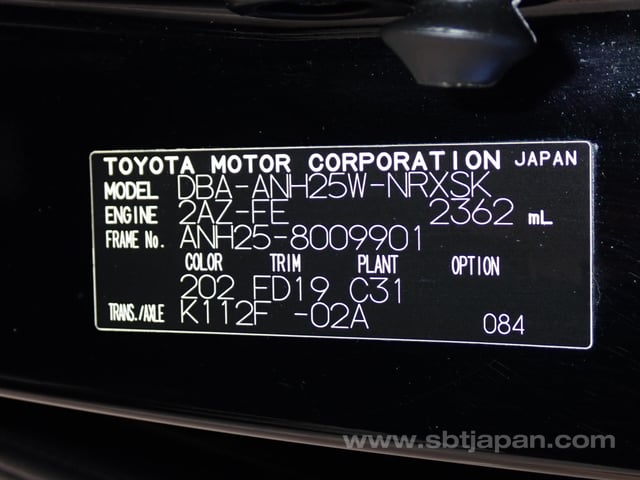 TOYOTA MOTOR CORPORATION JAPAN
MODEL DBA-ANH25W-NRXSK
ENGINE 2AZ-FE 2362 mL
FRAME No. ANH25-8009901
COLOR TRIM PLANT OPTION
202 FD19 C31
TRANS./AXLE K112F -02A 084
www.sbtjapan.com